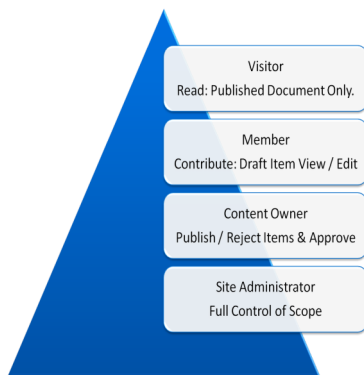 Visitor
Read: Published Document Only.
Member
Contribute: Draft Item View / Edit
Content Owner
Publish / Reject Items & Approve
Site Administrator
Full Control of Scope